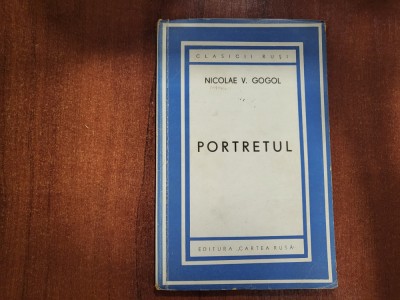 CLASICII RUȘI
NICOLAE V. GOGOL
PORTRETUL
EDITURA „CARTEA RUSĂ"